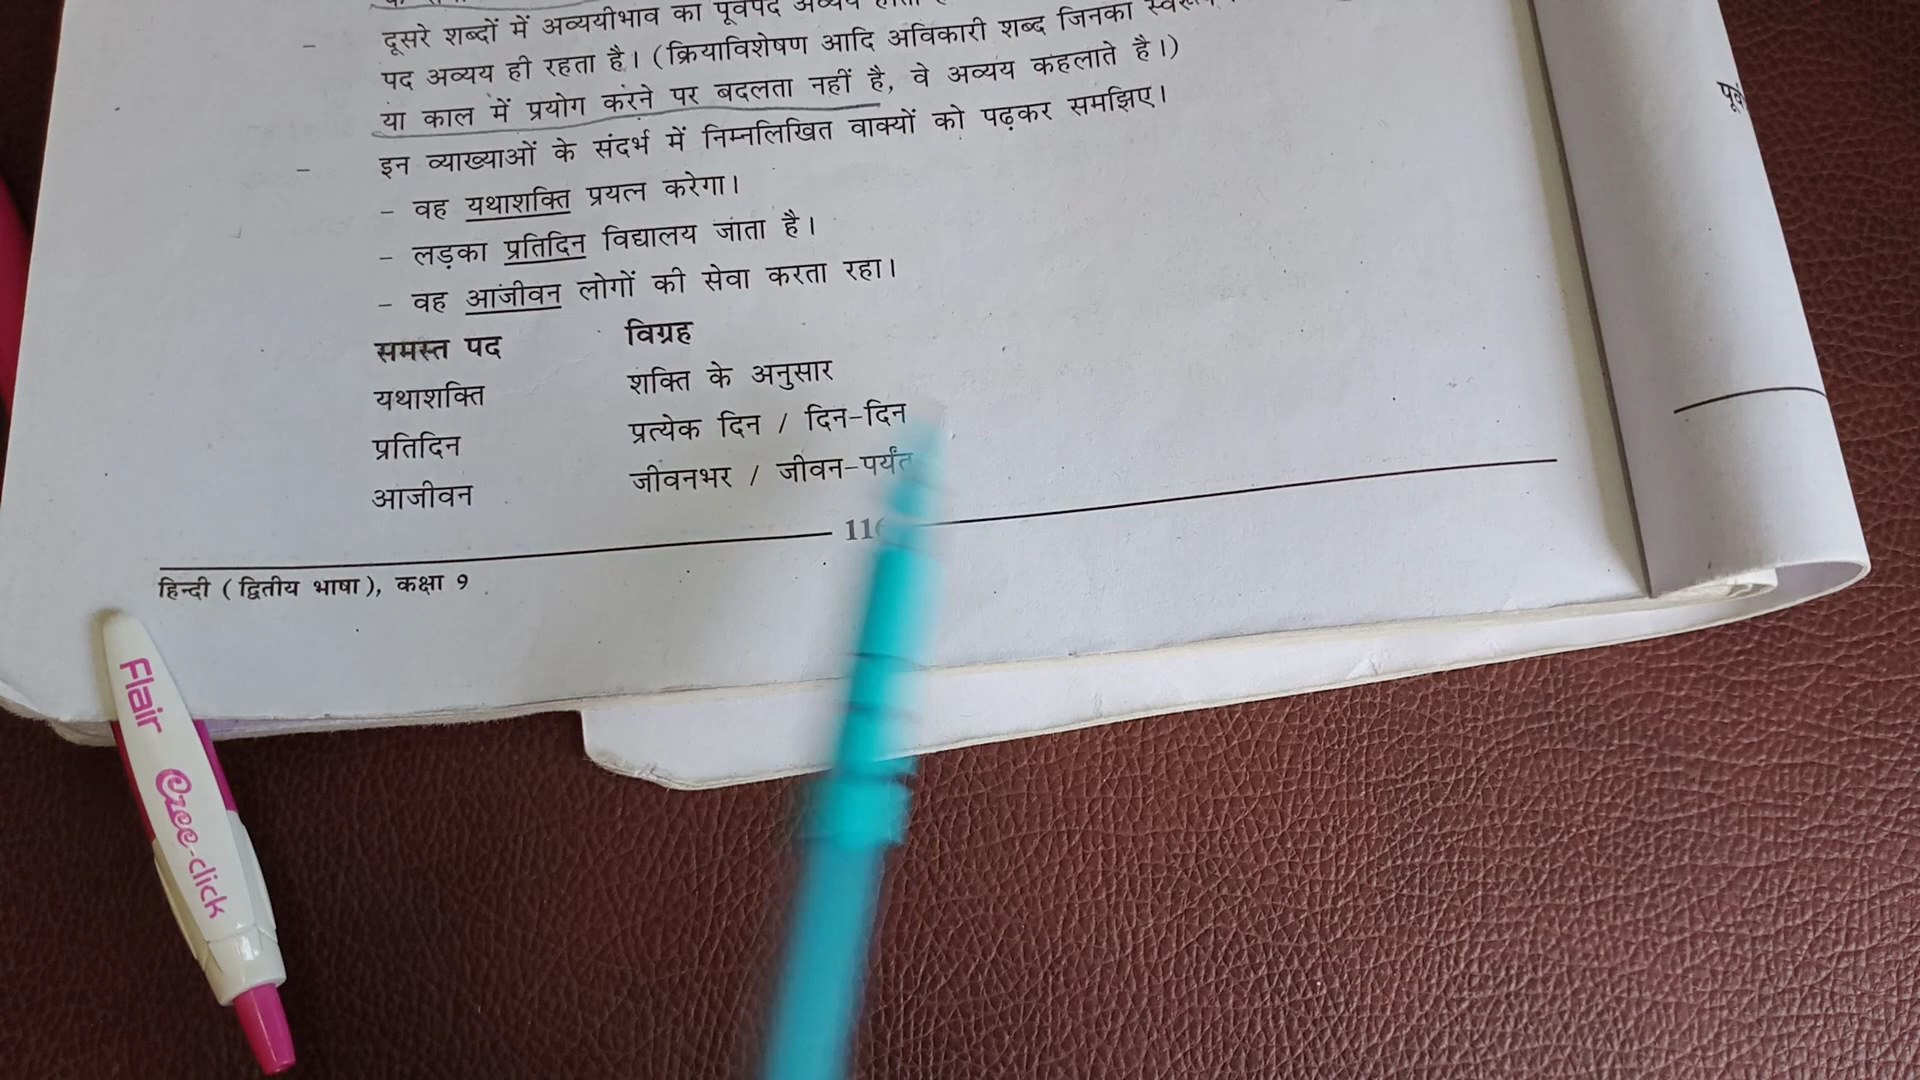 दूसरे शब्दों में अव्ययीभाव का पूर्वपद अव्यय होता
पद अव्यय ही रहता है। (क्रियाविशेषण आदि अविकारी शब्द जिनका
या काल में प्रयोग करने पर बदलता नहीं है, वे अव्यय कहलाते है।)
इन व्याख्याओं के संदर्भ में निम्नलिखित वाक्यों को पढ़कर समझिए।
- वह यथाशक्ति प्रयत्न करेगा।
- लड़का प्रतिदिन विद्यालय जाता है।
- वह आजीवन लोगों की सेवा करता रहा।
समस्त पद विग्रह
यथाशक्ति शक्ति के अनुसार
प्रतिदिन प्रत्येक दिन / दिन-दिन
आजीवन जीवनभर / जीवन-पर्यंत
हिन्दी (द्वितीय भाषा), कक्षा 9
Flair Cree-click